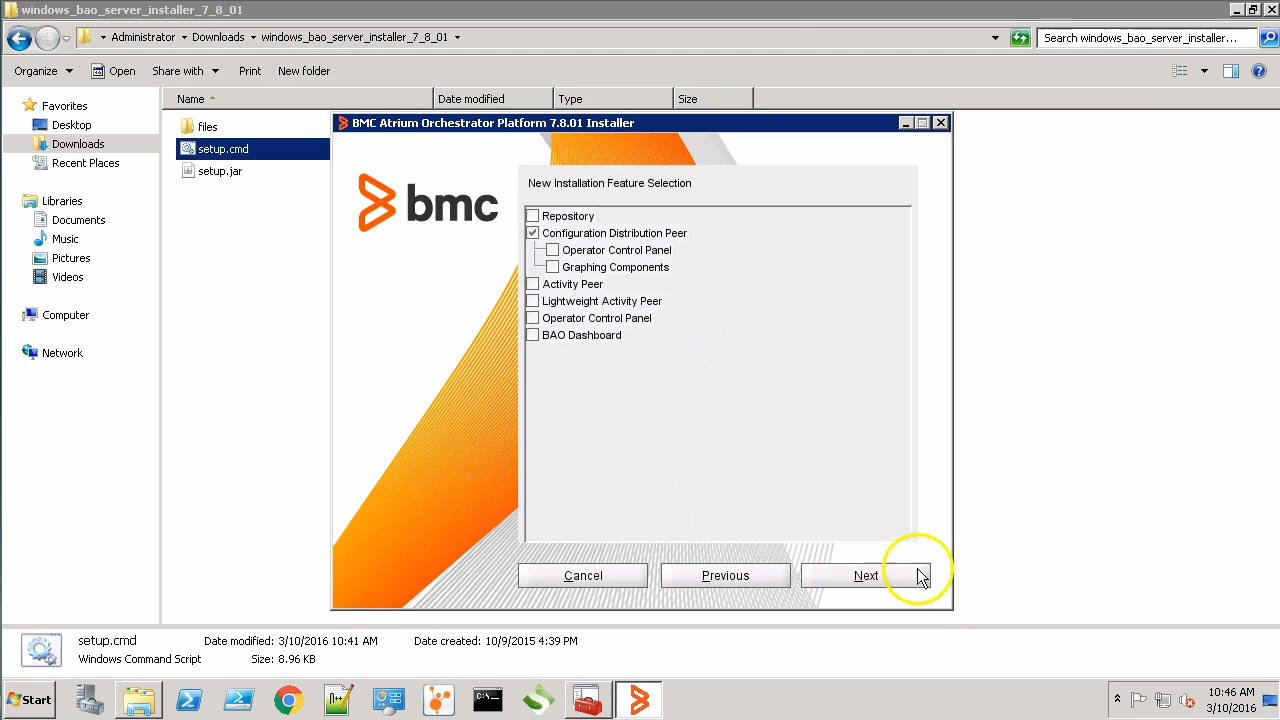 windows_bao_server_installer_7_8_01
Administrator Downloads windows_bao_server_installer_7_8_01
Search windows_bao_server_installer...
Organize Open Share with Print New folder
Favorites
Desktop
Downloads
Recent Places
Libraries
Documents
Music
Pictures
Videos
Computer
Network
Name Date modified Type Size
files
setup.cmd
setup.jar
BMC Atrium Orchestrator Platform 7.8.01 Installer
bmc
New Installation Feature Selection
Repository
Configuration Distribution Peer
Operator Control Panel
Graphing Components
Activity Peer
Lightweight Activity Peer
Operator Control Panel
BAO Dashboard
Cancel Previous Next
setup.cmd Date modified: 3/10/2016 10:41 AM Date created: 10/9/2015 4:39 PM
Windows Command Script Size: 8.96 KB
Start
10:46 AM
3/10/2016